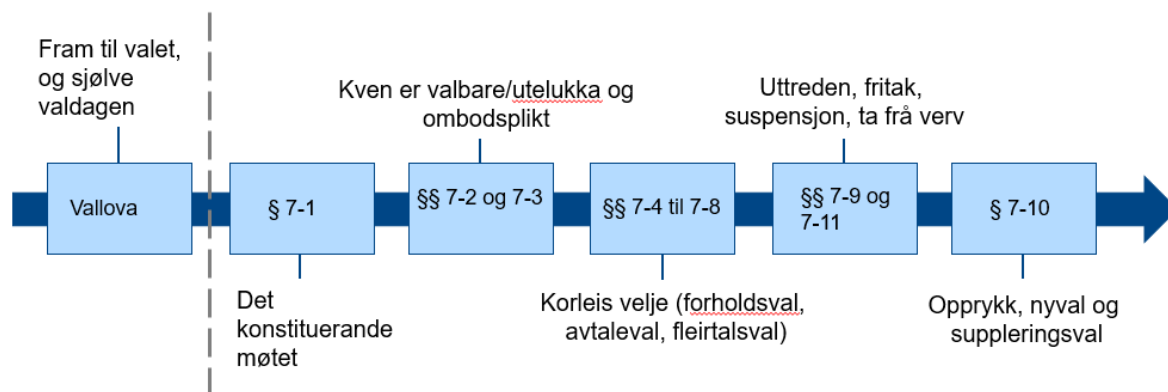 Fram til valet,
og sjølve
valdagen
Vallova
§ 7-1
Det
konstituerande
møtet
Kven er valbare/utelukka og
ombodsplikt
§§ 7-2 og 7-3
§§ 7-4 til 7-8
Korleis velje (forholdsval,
avtaleval, fleirtalsval)
Uttreden, fritak,
suspensjon, ta frå verv
§§ 7-9 og
7-11
§ 7-10
Opprykk, nyval og
suppleringsval